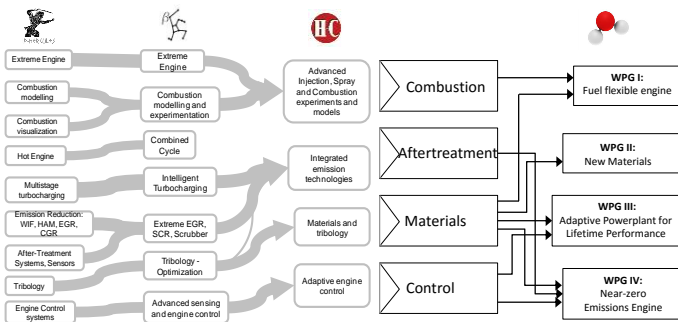 Extreme Engine
Combustion
modelling
Combustion
visualization
Hot Engine
Multistage
turbocharging
Emission Reduction:
WIF, HAM, EGR,
CGR
After-Treatment
Systems, Sensors
Tribology
Engine Control
systems
Extreme
Engine
Combustion
modelling and
experimentation
Combined
Cycle
Intelligent
Turbocharging
Extreme EGR,
SCR, Scrubber
Tribology -
Optimization
Advanced sensing
and engine control
HC
Advanced
Injection, Spray
and Combustion
experiments and
models
Integrated
emission
technologies
Materials and
tribology
Adaptive engine
control
Combustion
Aftertreatment
Materials
Control
WPG I:
Fuel flexible engine
WPG II:
New Materials
WPG III:
Adaptive Powerplant for
Lifetime Performance
WPG IV:
Near-zero
Emissions Engine